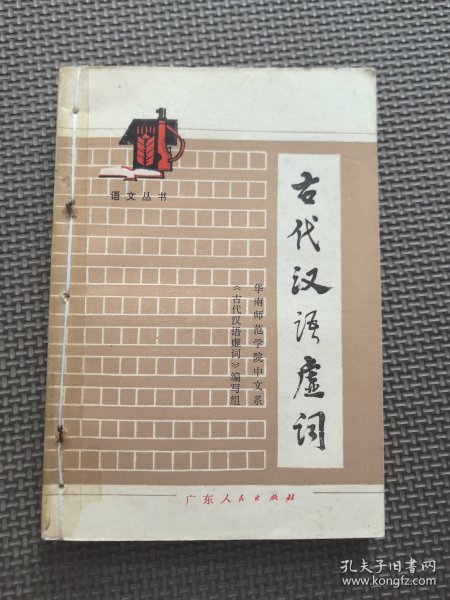 语文丛书
古代汉语虚词
华南师范学院中文系
《古代汉语虚词》编写组
广东人民出版社
孔夫子旧书网
www.kongfz.com